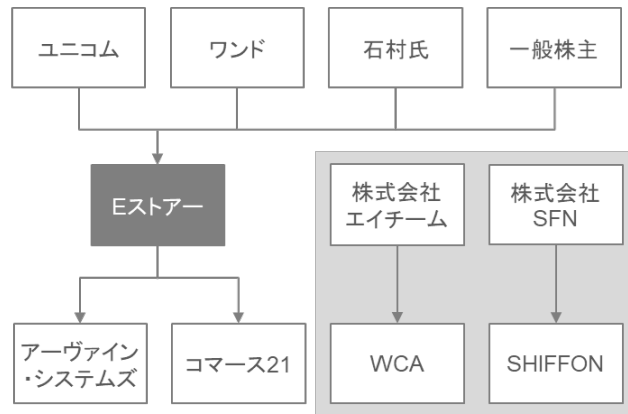 ユニコム
ワンド
石村氏
一般株主
Eストアー
株式会社
エイチーム
株式会社
SFN
アーヴァイン
・システムズ
コマース21
WCA
SHIFFON